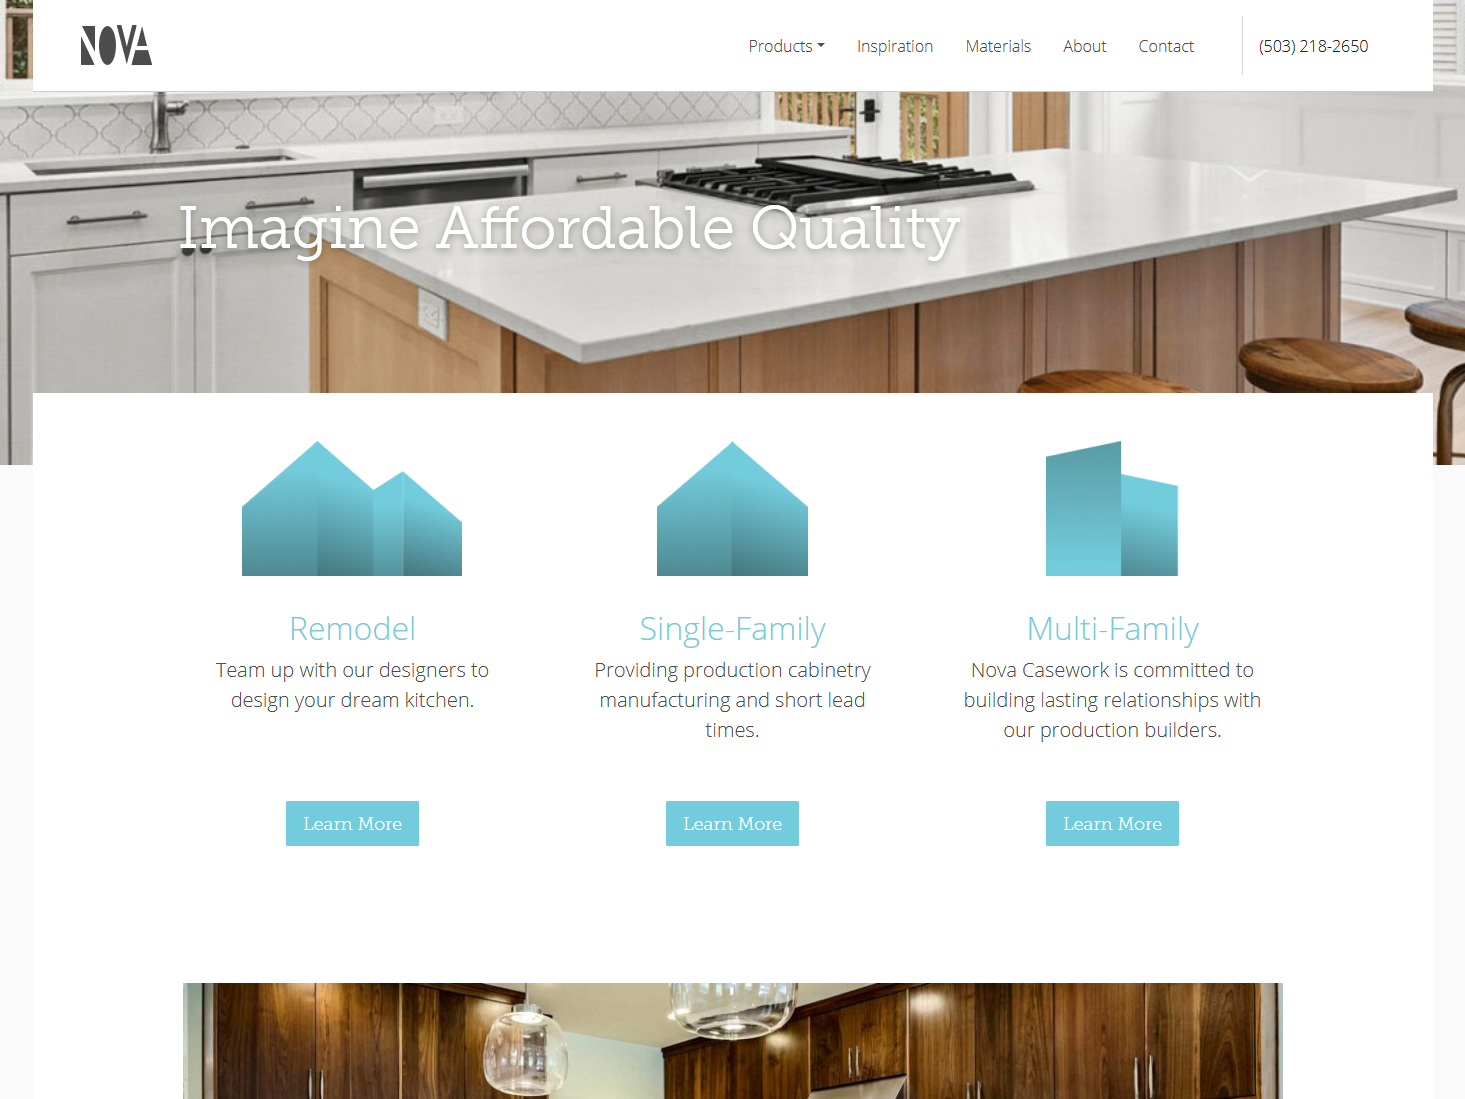 NOVA
Products
Inspiration
Materials
About
Contact
(503) 218-2650
Imagine Affordable Quality
Remodel
Team up with our designers to
design your dream kitchen.
Learn More
Single-Family
Providing production cabinetry
manufacturing and short lead
times.
Learn More
Multi-Family
Nova Casework is committed to
building lasting relationships with
our production builders.
Learn More